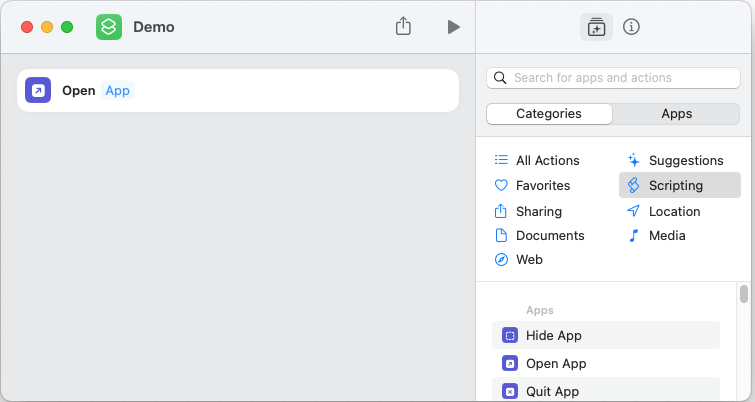 Demo
Open App
Search for apps and actions
Categories Apps
All Actions Suggestions
Favorites Scripting
Sharing Location
Documents Media
Web
Apps
Hide App
Open App
Quit App